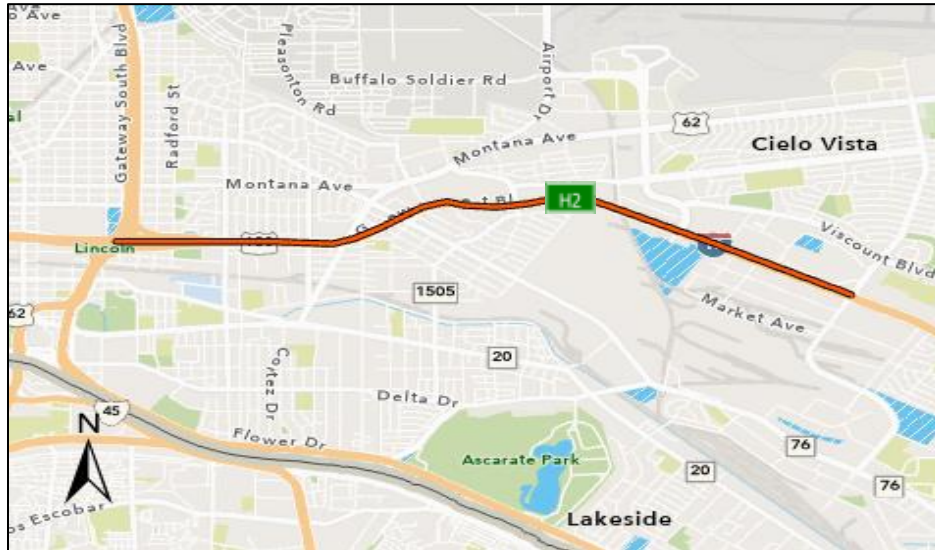 Ave
Gateway South Blvd
Radford St
Pleasonton Rd
Buffalo Soldier Rd
Airport Dr
62
Cielo Vista
Montana Ave
Montana Ave
H2
Lincoln
Viscount Blvd
1505
Market Ave
62
20
Cortez Dr
Delta Dr
45
N
Flower Dr
76
Ascarate Park
20
76
Escobar
Lakeside